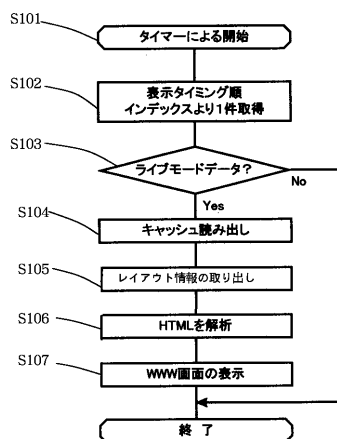 S101
タイマーによる開始
S102
表示タイミング順
インデックスより1件取得
S103
ライブモードデータ?
No
Yes
S104
キャッシュ読み出し
S105
レイアウト情報の取り出し
S106
HTMLを解析
S107
WWW画面の表示
終 了